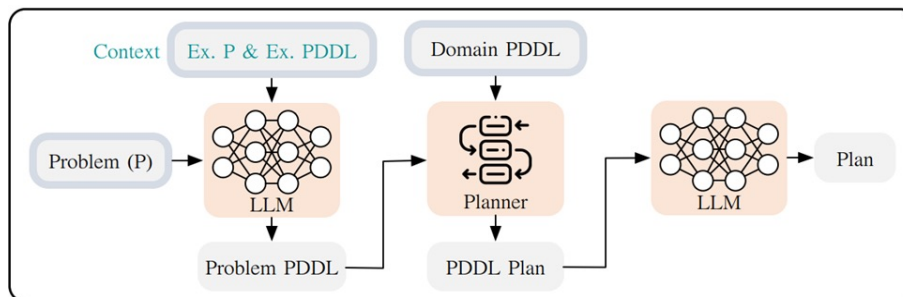 Context
Ex. P & Ex. PDDL
Domain PDDL
Problem (P)
LLM
Planner
LLM
Plan
Problem PDDL
PDDL Plan